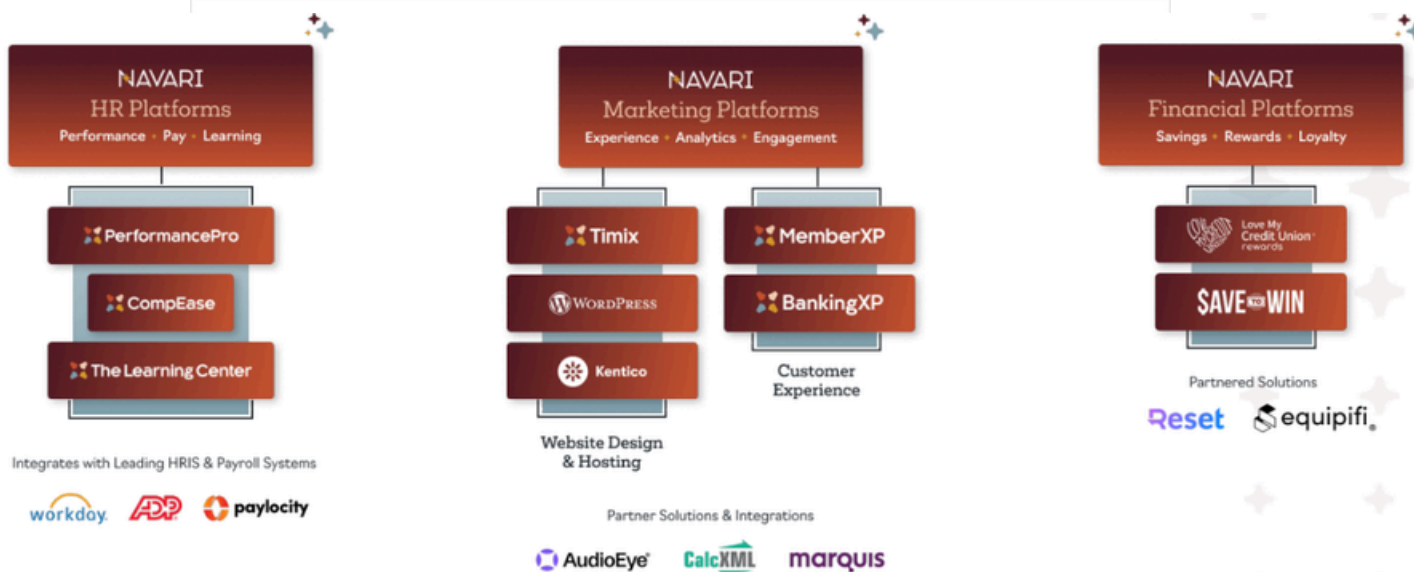 NAVARI
HR Platforms
Performance • Pay • Learning
PerformancePro
CompEase
The Learning Center
Integrates with Leading HRIS & Payroll Systems
workday.
ADP
paylocity
NAVARI
Marketing Platforms
Experience • Analytics • Engagement
Timix
WORDPRESS
Kentico
Website Design
& Hosting
MemberXP
BankingXP
Customer
Experience
Partner Solutions & Integrations
AudioEye®
CalcXML
marquis
NAVARI
Financial Platforms
Savings • Rewards • Loyalty
Love My
Credit Union
rewards
$AVE TO WIN
Partnered Solutions
Reset
equipifi®